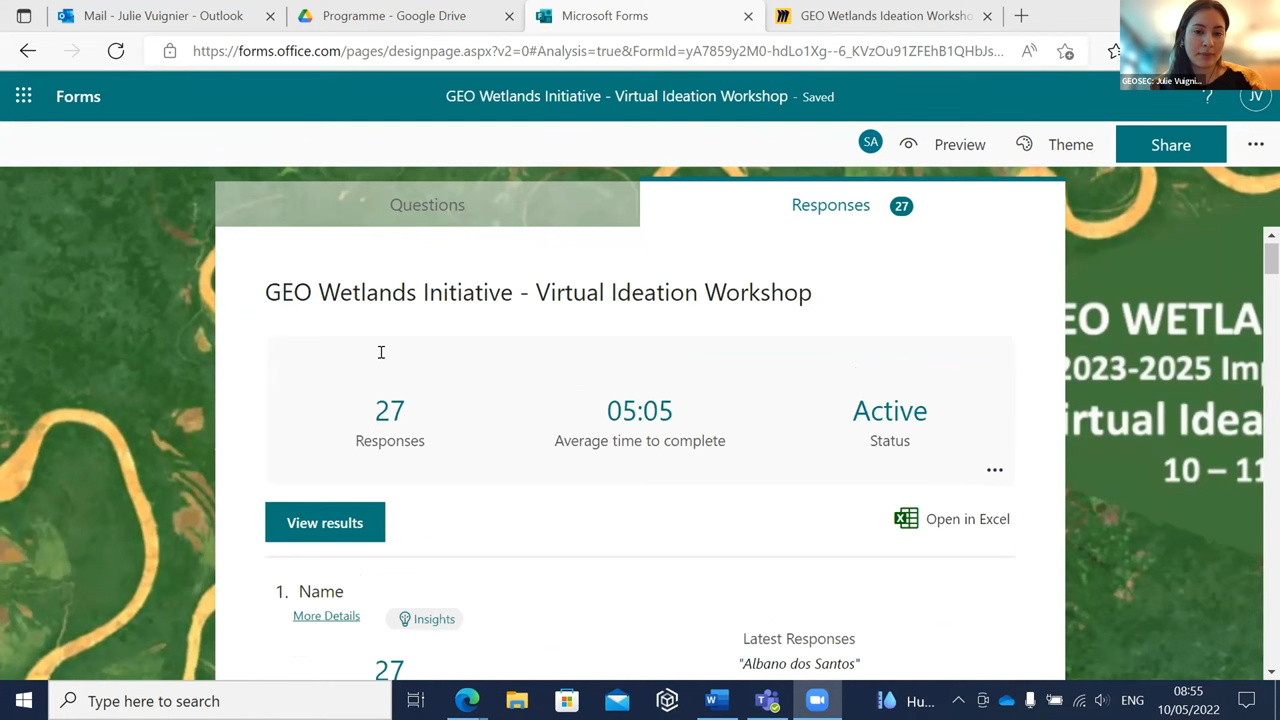 Mail - Julie Vuignier - Outlook
Programme - Google Drive
Microsoft Forms
GEO Wetlands Ideation Worksho
https://forms.office.com/pages/designpage.aspx?v2=0#Analysis=true&FormId=yA7859y2M0-hdLo1Xg--6_KVzOu91ZFEhB1QHbJs...
GEOSEC: Julie Vuigni...
Forms
GEO Wetlands Initiative - Virtual Ideation Workshop - Saved
? JV
SA Preview Theme Share ...
Questions
Responses 27
GEO Wetlands Initiative - Virtual Ideation Workshop
27
Responses
05:05
Average time to complete
Active
Status
View results
Open in Excel
1. Name
More Details
Insights
27
Latest Responses
"Albano dos Santos"
EO WETLA
2023-2025 Im
irtual Idea
10 – 11
Type here to search
Hu...
ENG
08:55
10/05/2022